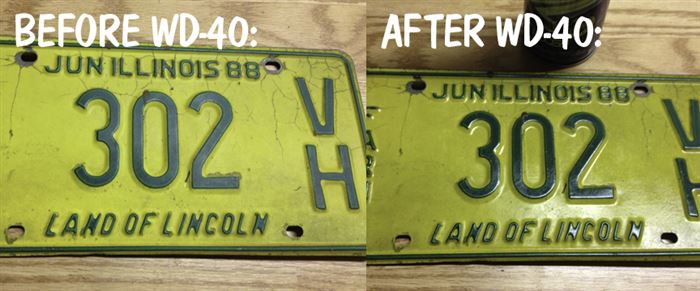 BEFORE WD-40:
JUN ILLINOIS 88
302
V
H
LAND OF LINCOLN
AFTER WD-40:
JUN ILLINOIS 88
302
V
H
LAND OF LINCOLN